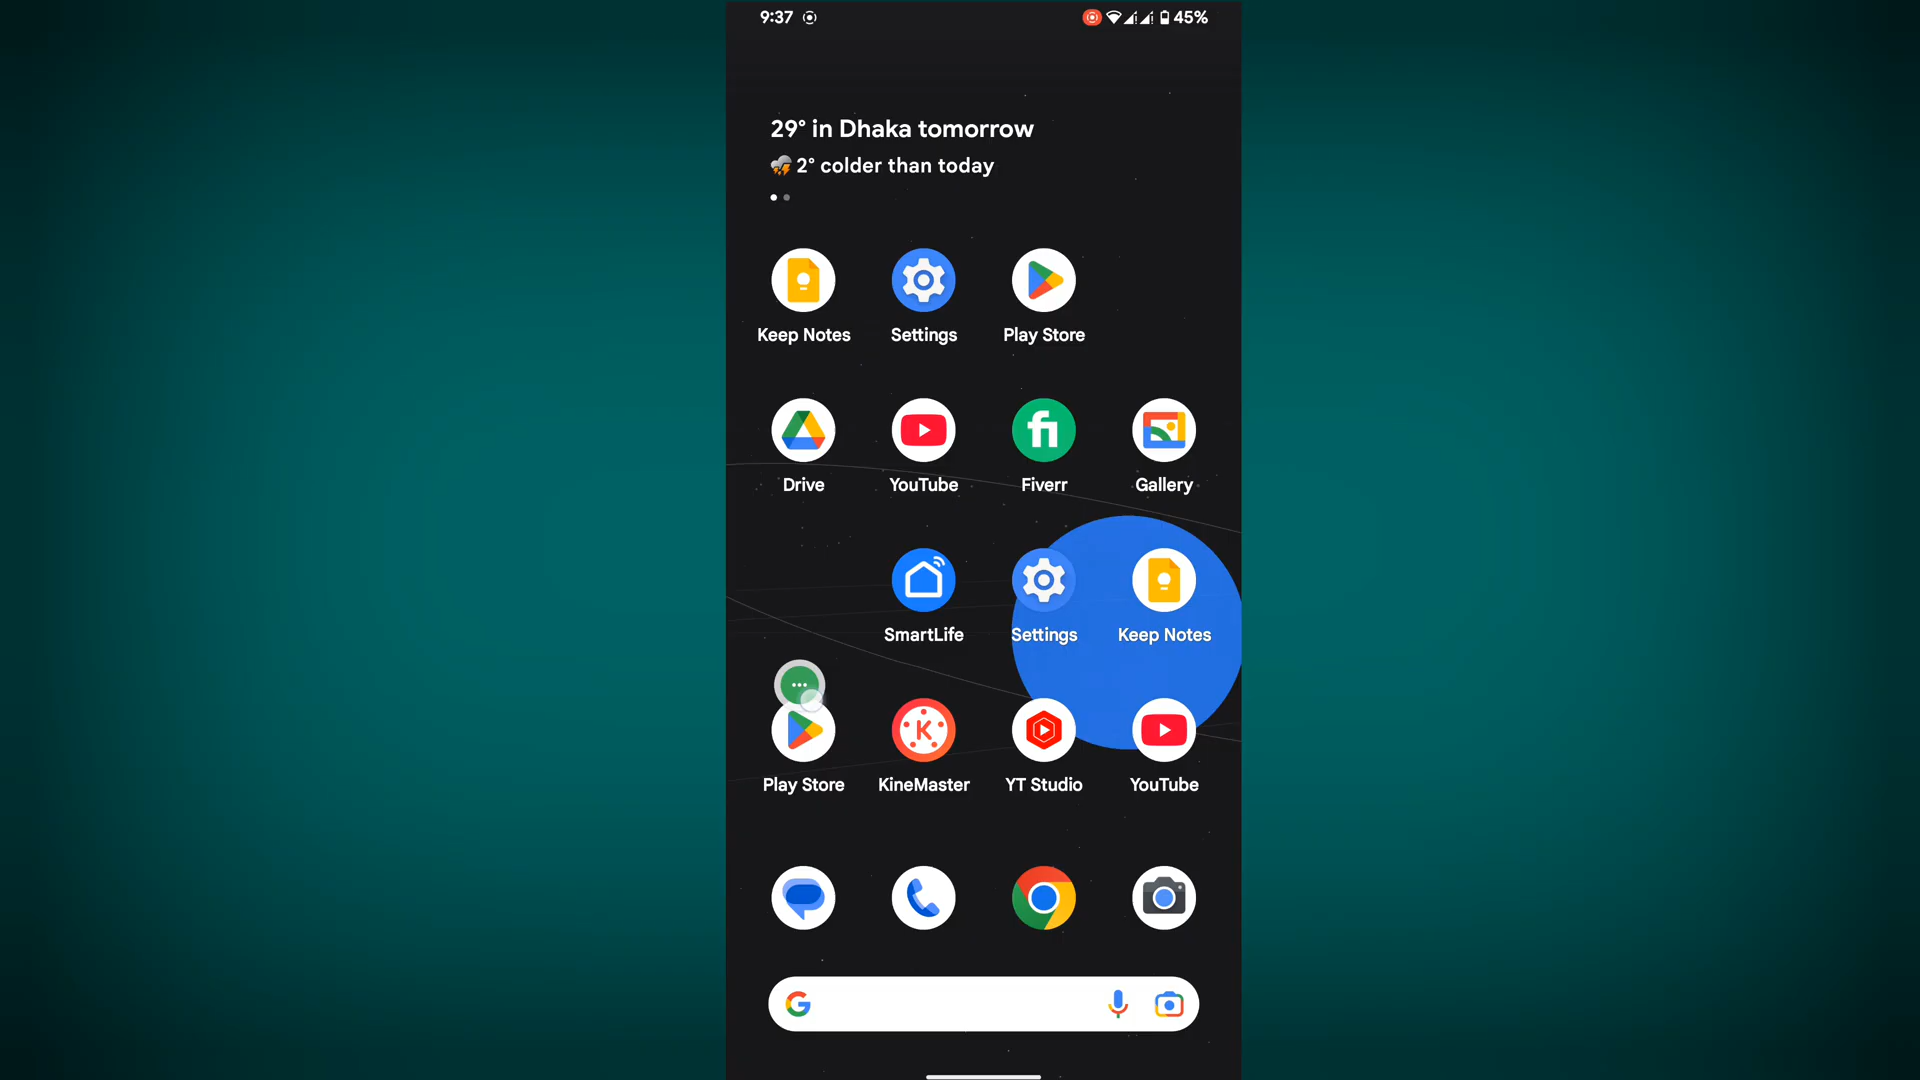 9:37
45%
29° in Dhaka tomorrow
2° colder than today
Keep Notes
Settings
Play Store
Drive
YouTube
Fiverr
Gallery
SmartLife
Settings
Keep Notes
Play Store
KineMaster
YT Studio
YouTube